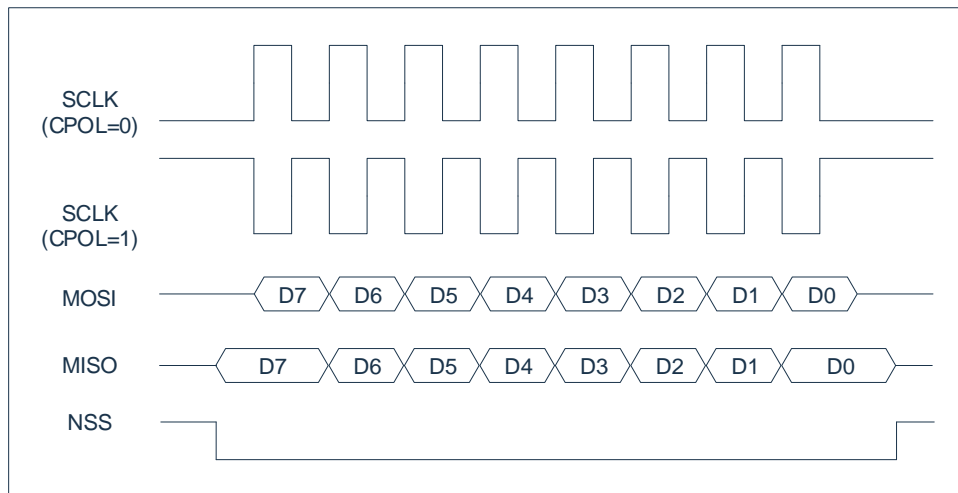 SCLK
(CPOL=0)
SCLK
(CPOL=1)
MOSI D7 D6 D5 D4 D3 D2 D1 D0
MISO D7 D6 D5 D4 D3 D2 D1 D0
NSS